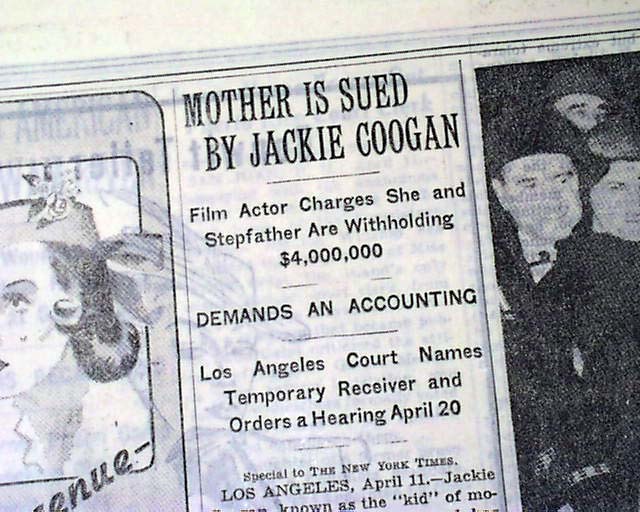 MOTHER IS SUED
BY JACKIE COOGAN
Film Actor Charges She and
Stepfather Are Withholding
$4,000,000
DEMANDS AN ACCOUNTING
Los Angeles Court Names
Temporary Receiver and
Orders a Hearing April 20
Special to THE NEW YORK TIMES.
LOS ANGELES, April 11.—Jackie
known as the "kid" of mo-
enue-